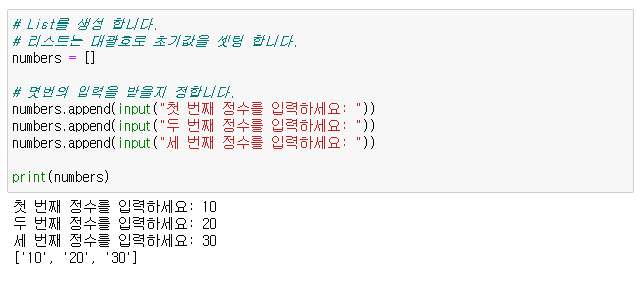 # List를 생성 합니다.
# 리스트는 대괄호로 초기값을 셋팅 합니다.
numbers = []
# 몇번의 입력을 받을지 정합니다.
numbers.append(input("첫 번째 정수를 입력하세요: "))
numbers.append(input("두 번째 정수를 입력하세요: "))
numbers.append(input("세 번째 정수를 입력하세요: "))
print(numbers)
첫 번째 정수를 입력하세요: 10
두 번째 정수를 입력하세요: 20
세 번째 정수를 입력하세요: 30
['10', '20', '30']